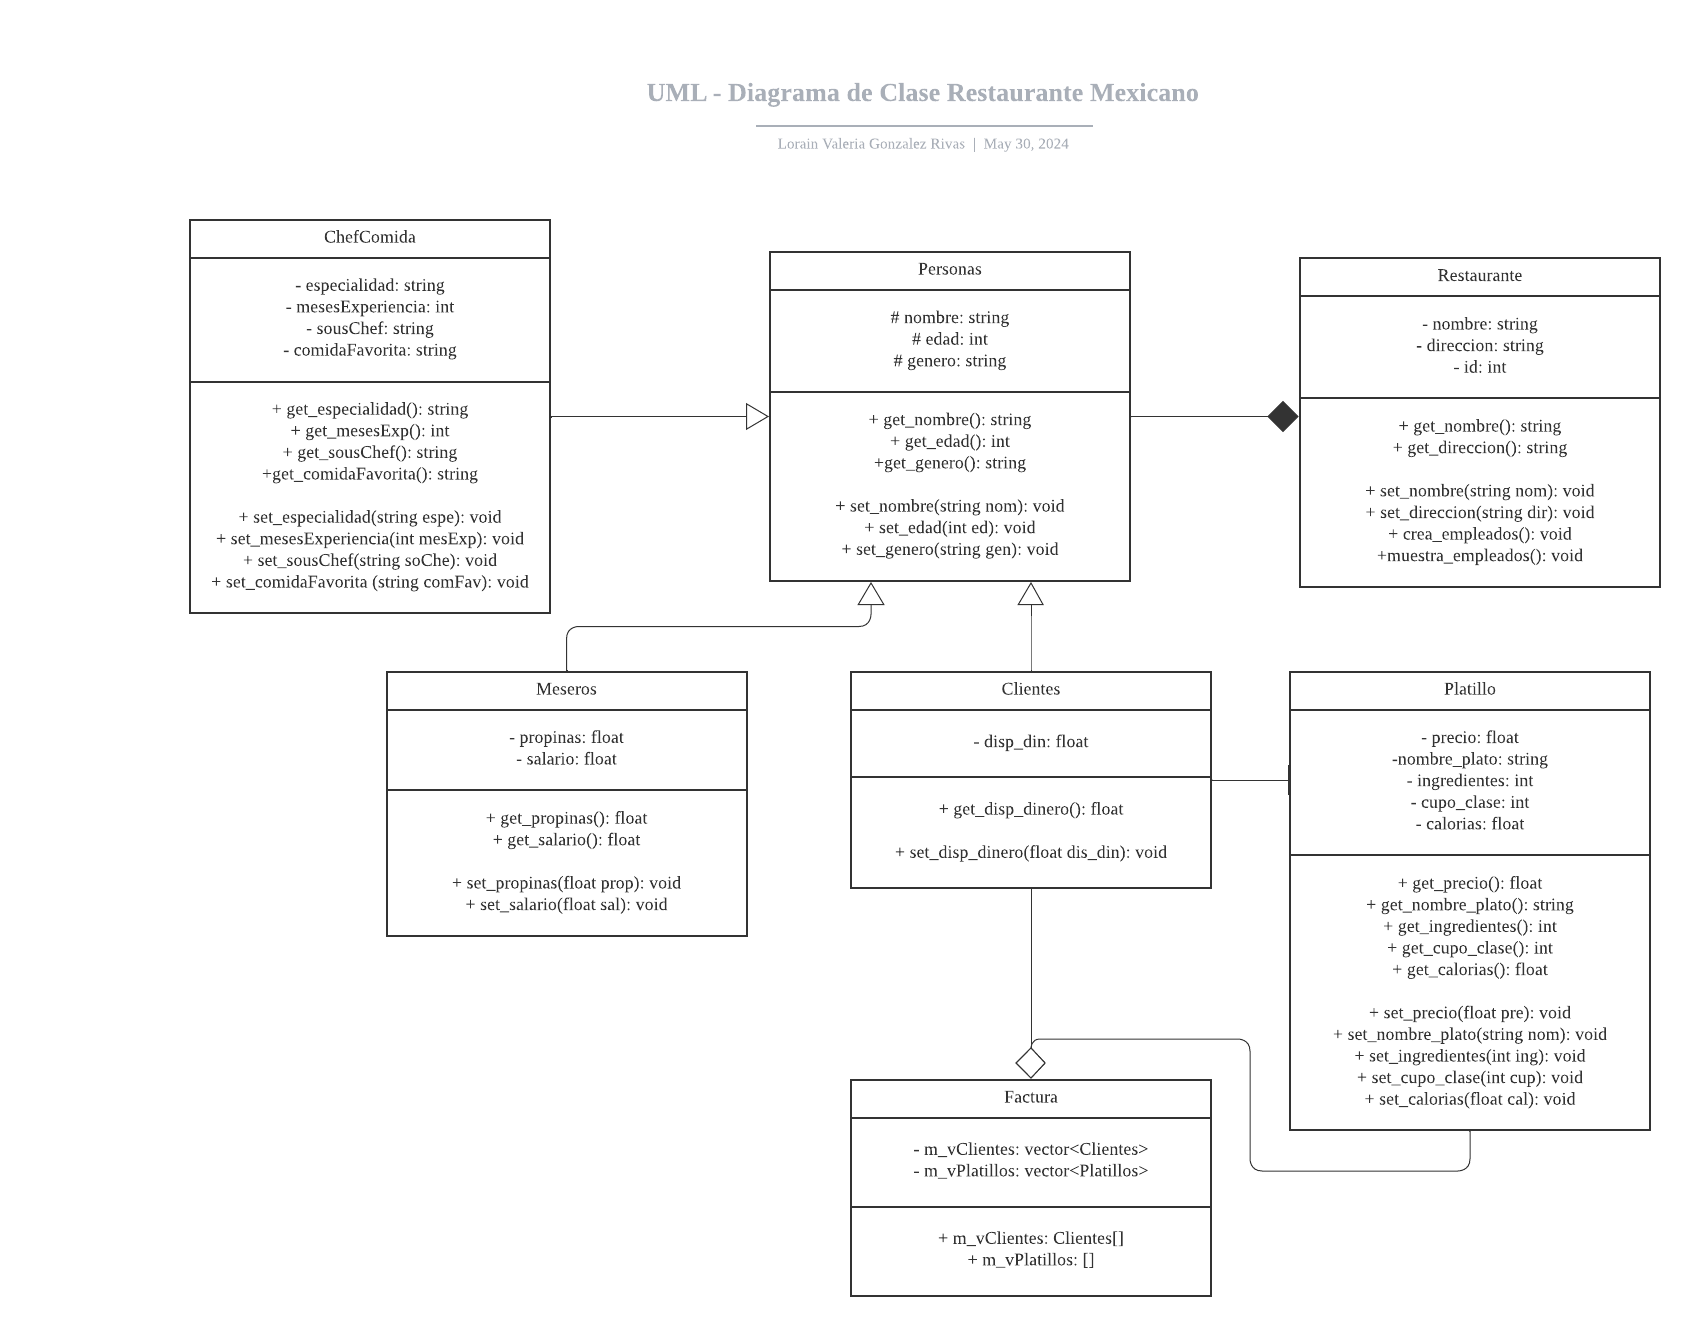 UML - Diagrama de Clase Restaurante Mexicano
Lorain Valeria Gonzalez Rivas | May 30, 2024
ChefComida
- especialidad: string
- mesesExperiencia: int
- sousChef: string
- comidaFavorita: string
+ get_especialidad(): string
+ get_mesesExp(): int
+ get_sousChef(): string
+get_comidaFavorita(): string
+ set_especialidad(string espe): void
+ set_mesesExperiencia(int mesExp): void
+ set_sousChef(string soChe): void
+ set_comidaFavorita (string comFav): void
Personas
# nombre: string
# edad: int
# genero: string
+ get_nombre(): string
+ get_edad(): int
+get_genero(): string
+ set_nombre(string nom): void
+ set_edad(int ed): void
+ set_genero(string gen): void
Restaurante
- nombre: string
- direccion: string
- id: int
+ get_nombre(): string
+ get_direccion(): string
+ set_nombre(string nom): void
+ set_direccion(string dir): void
+ crea_empleados(): void
+muestra_empleados(): void
Meseros
- propinas: float
- salario: float
+ get_propinas(): float
+ get_salario(): float
+ set_propinas(float prop): void
+ set_salario(float sal): void
Clientes
- disp_din: float
+ get_disp_dinero(): float
+ set_disp_dinero(float dis_din): void
Platillo
- precio: float
-nombre_plato: string
- ingredientes: int
- cupo_clase: int
- calorias: float
+ get_precio(): float
+ get_nombre_plato(): string
+ get_ingredientes(): int
+ get_cupo_clase(): int
+ get_calorias(): float
+ set_precio(float pre): void
+ set_nombre_plato(string nom): void
+ set_ingredientes(int ing): void
+ set_cupo_clase(int cup): void
+ set_calorias(float cal): void
Factura
- m_vClientes: vector<Clientes>
- m_vPlatillos: vector<Platillos>
+ m_vClientes: Clientes[]
+ m_vPlatillos: []